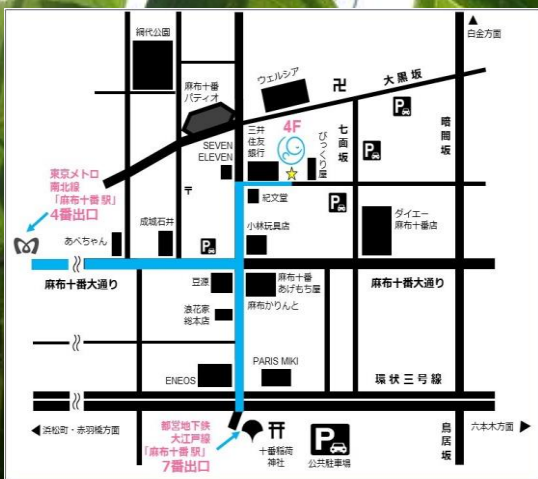 網代公園
白金方面
ウェルシア
大黒坂
麻布十番
パティオ
暗闇坂
七面坂
三井
住友
銀行
4F
びっくり屋
SEVEN
ELEVEN
東京メトロ
南北線
「麻布十番 駅」
4番出口
紀文堂
あべちゃん
成城石井
小林玩具店
ダイエー
麻布十番店
麻布十番大通り
豆源
麻布十番
あげもち屋
麻布十番大通り
浪花家
総本店
麻布かりんと
PARIS MIKI
ENEOS
環状三号線
浜松町・赤羽橋方面
都営地下鉄
大江戸線
「麻布十番 駅」
7番出口
十番稲荷
神社
P
公共駐車場
鳥居坂
六本木方面